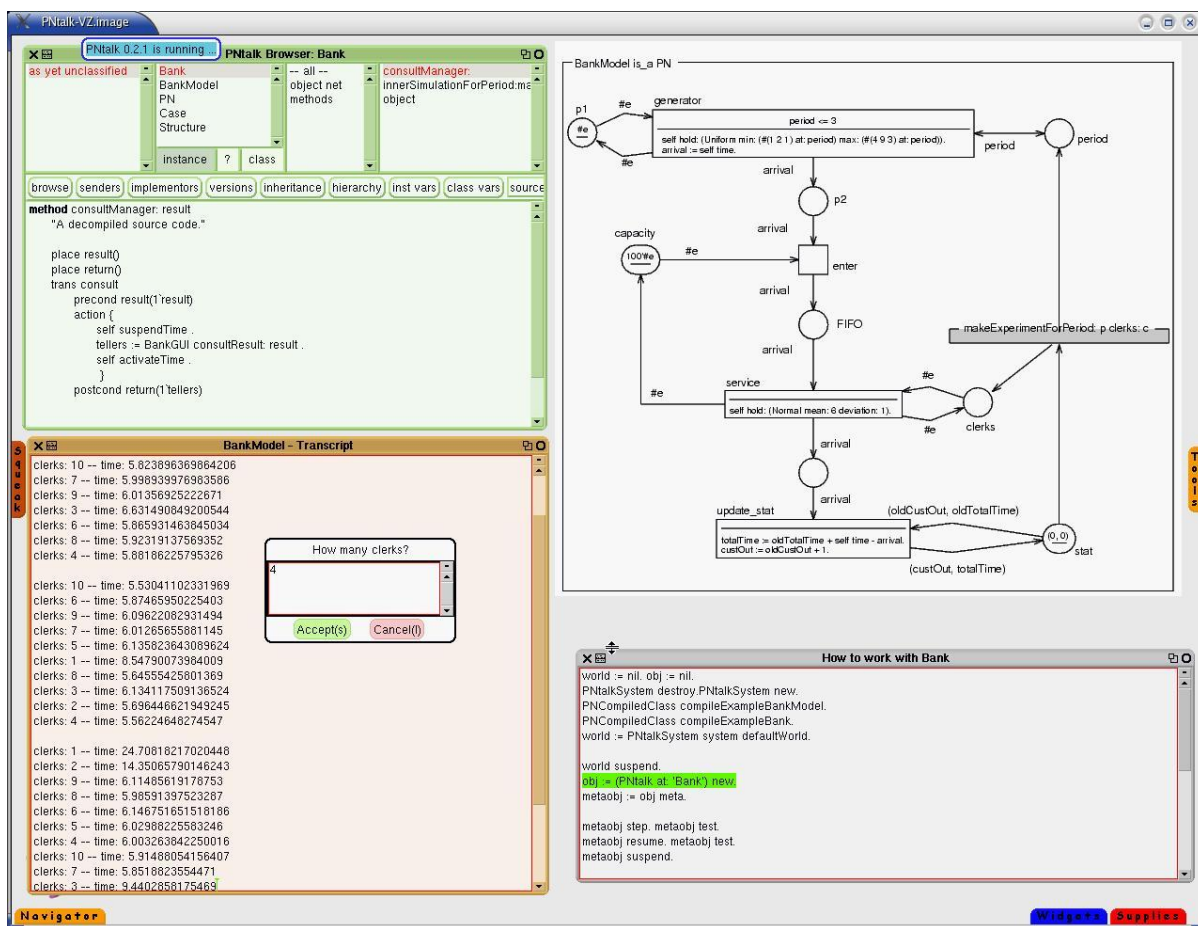 PNtalk-VZ.image
PNtalk 0.2.1 is running ...
PNtalk Browser: Bank
as yet unclassified
Bank
BankModel
PN
Case
Structure
-- all --
object net
methods
consultManager:
innerSimulationForPeriod:ma
object
instance ? class
browse senders implementors versions inheritance hierarchy inst vars class vars source
method consultManager: result
"A decompiled source code."
place result()
place return()
trans consult
precond result(1`result)
action {
self suspendTime .
tellers := BankGUI consultResult: result .
self activateTime .
}
postcond return(1`tellers)
BankModel is_a PN
p1
#e
#e
#e
generator
period <= 3
self hold: (Uniform min: (#(1 2 1) at: period) max: (#(4 9 3) at: period)).
arrival := self time.
period
period
arrival
p2
arrival
capacity
100`#e
#e
enter
arrival
FIFO
makeExperimentForPeriod: p clerks: c
arrival
service
#e
#e
self hold: (Normal mean: 6 deviation: 1).
#e
clerks
arrival
arrival
update_stat
(oldCustOut, oldTotalTime)
totalTime := oldTotalTime + self time - arrival.
custOut := oldCustOut + 1.
(0, 0)
stat
(custOut, totalTime)
Squeak
BankModel - Transcript
clerks: 10 -- time: 5.823896369864206
clerks: 7 -- time: 5.998939976983586
clerks: 9 -- time: 6.01356925222671
clerks: 3 -- time: 6.631490849200544
clerks: 6 -- time: 5.865931463845034
clerks: 8 -- time: 5.92319137569352
clerks: 4 -- time: 5.88186225795326
clerks: 10 -- time: 5.53041102331969
clerks: 6 -- time: 5.87465950225403
clerks: 9 -- time: 6.09622082931494
clerks: 7 -- time: 6.01265655881145
clerks: 5 -- time: 6.135823643089624
clerks: 1 -- time: 8.54790073984009
clerks: 8 -- time: 5.64555425801369
clerks: 3 -- time: 6.134117509136524
clerks: 2 -- time: 5.696446621949245
clerks: 4 -- time: 5.56224648274547
clerks: 1 -- time: 24.70818217020448
clerks: 2 -- time: 14.35065790146243
clerks: 9 -- time: 6.11485619178753
clerks: 8 -- time: 5.98591397523287
clerks: 6 -- time: 6.146751651518186
clerks: 5 -- time: 6.02988225583246
clerks: 4 -- time: 6.003263842250016
clerks: 10 -- time: 5.91488054156407
clerks: 7 -- time: 5.8518823554471
clerks: 3 -- time: 9.4402858175469
How many clerks?
4
Accept(s) Cancel(l)
Tools
How to work with Bank
world := nil. obj := nil.
PNtalkSystem destroy.PNtalkSystem new.
PNCompiledClass compileExampleBankModel.
PNCompiledClass compileExampleBank.
world := PNtalkSystem system defaultWorld.
world suspend.
obj := (PNtalk at: 'Bank') new.
metaobj := obj meta.
metaobj step. metaobj test.
metaobj resume. metaobj test.
metaobj suspend.
Navigator
Widgets
Supplies